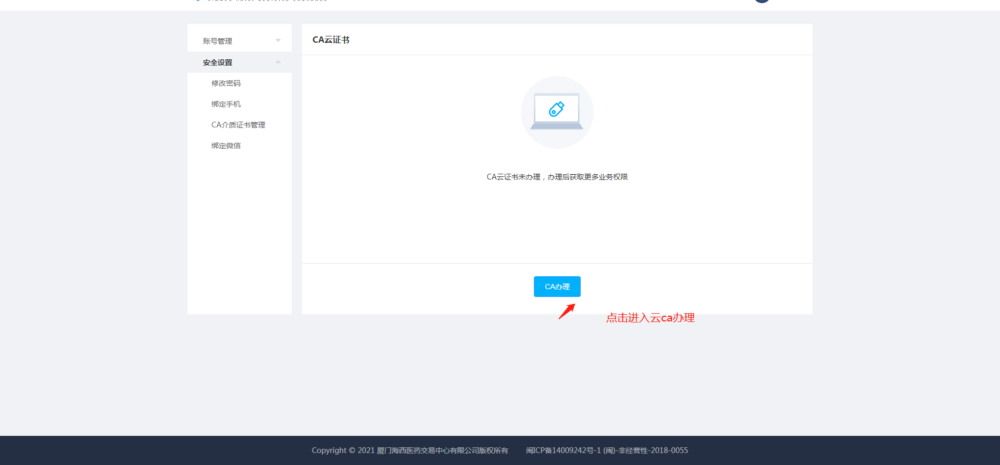 账号管理
安全设置
修改密码
绑定手机
CA介质证书管理
绑定微信
CA云证书
CA云证书未办理，办理后获取更多业务权限
CA办理
点击进入云ca办理
Copyright © 2021 厦门海西医药交易中心有限公司版权所有 闽ICP备14009242号-1 (闽)-非经营性-2018-0055